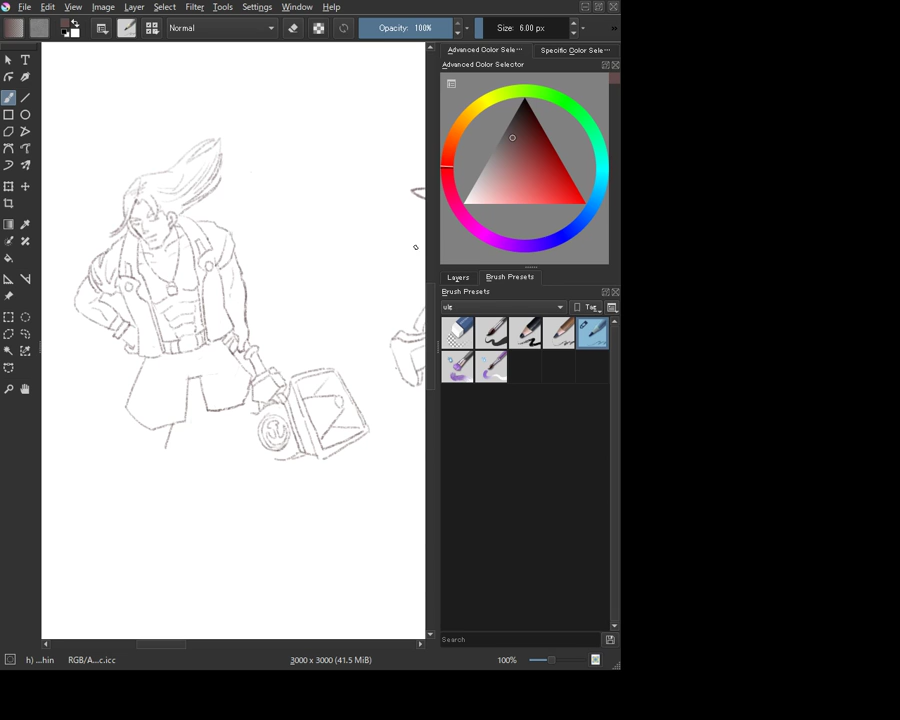 File Edit View Image Layer Select Filter Tools Settings Window Help
Normal Opacity: 100% Size: 6.00 px »
Advanced Color Sele··· Specific Color Sele···
Advanced Color Selector
Layers Brush Presets
Brush Presets
Tag
Search
h) ...hin RGB/A...c.icc 3000 x 3000 (41.5 MiB) 100%